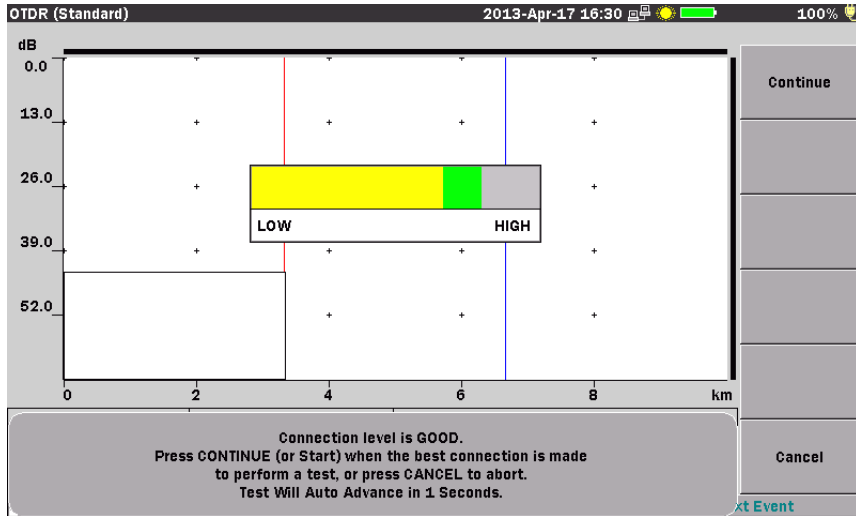 OTDR (Standard) 2013-Apr-17 16:30 100%
dB
0.0
13.0
26.0
39.0
52.0
0 2 4 6 8 km
LOW HIGH
Continue
Cancel
Connection level is GOOD.
Press CONTINUE (or Start) when the best connection is made
to perform a test, or press CANCEL to abort.
Test Will Auto Advance in 1 Seconds.
xt Event